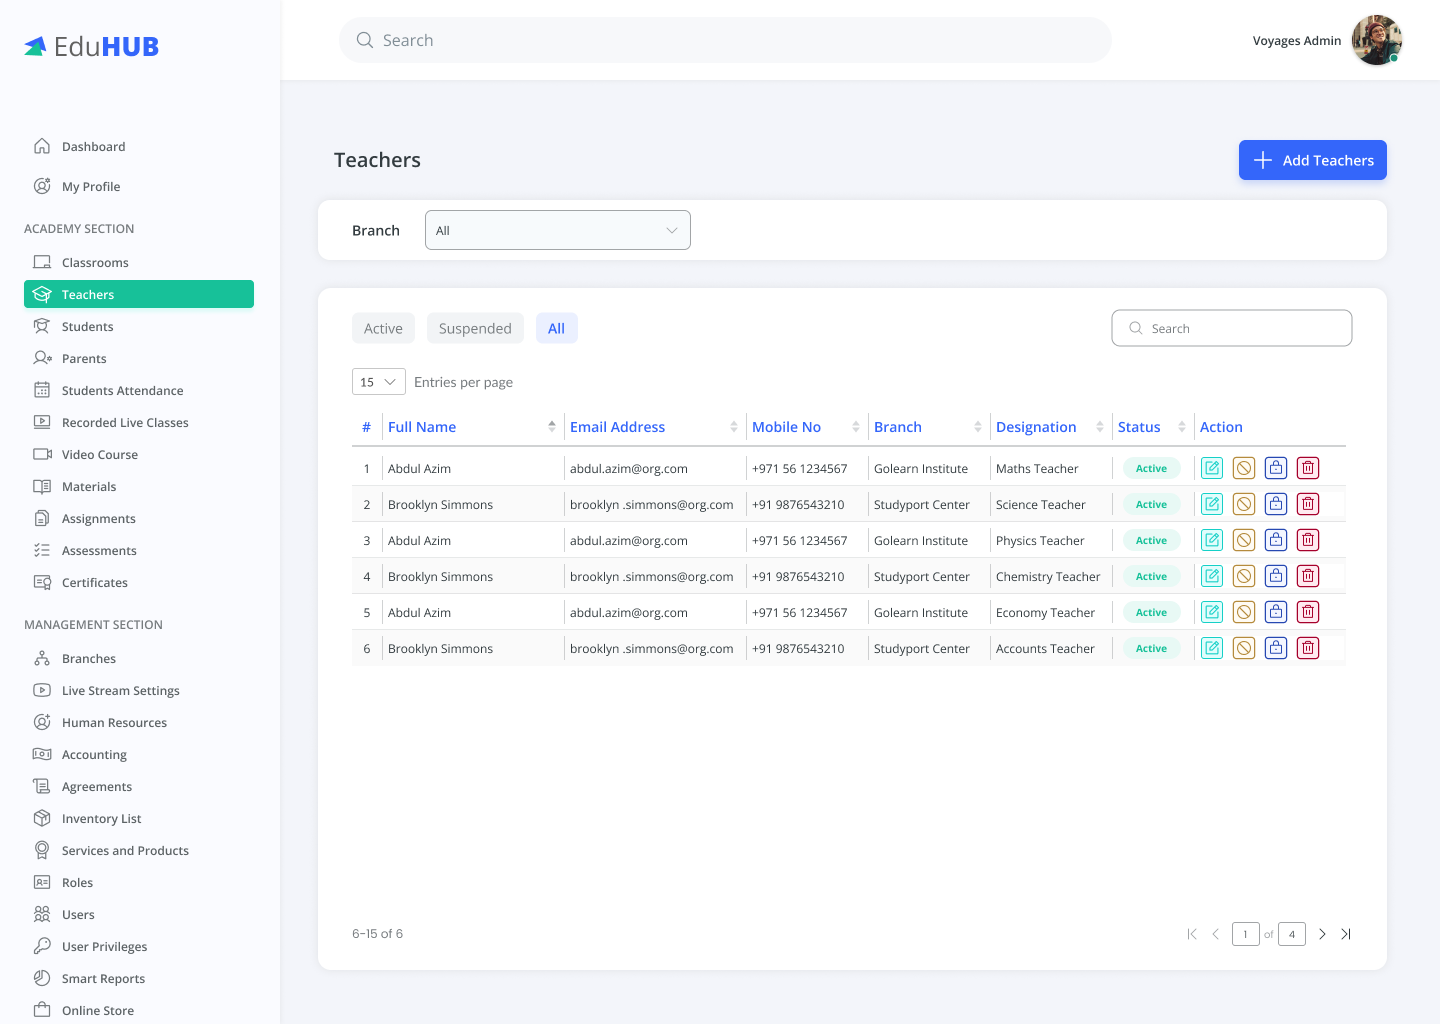 EduHUB
Search
Voyages Admin
Dashboard
My Profile
ACADEMY SECTION
Classrooms
Teachers
Students
Parents
Students Attendance
Recorded Live Classes
Video Course
Materials
Assignments
Assessments
Certificates
MANAGEMENT SECTION
Branches
Live Stream Settings
Human Resources
Accounting
Agreements
Inventory List
Services and Products
Roles
Users
User Privileges
Smart Reports
Online Store
Teachers
Add Teachers
Branch All
Active Suspended All Search
15 Entries per page
# Full Name Email Address Mobile No Branch Designation Status Action
1 Abdul Azim abdul.azim@org.com +971 56 1234567 Golearn Institute Maths Teacher Active
2 Brooklyn Simmons brooklyn .simmons@org.com +91 9876543210 Studyport Center Science Teacher Active
3 Abdul Azim abdul.azim@org.com +971 56 1234567 Golearn Institute Physics Teacher Active
4 Brooklyn Simmons brooklyn .simmons@org.com +91 9876543210 Studyport Center Chemistry Teacher Active
5 Abdul Azim abdul.azim@org.com +971 56 1234567 Golearn Institute Economy Teacher Active
6 Brooklyn Simmons brooklyn .simmons@org.com +91 9876543210 Studyport Center Accounts Teacher Active
6-15 of 6
1 of 4